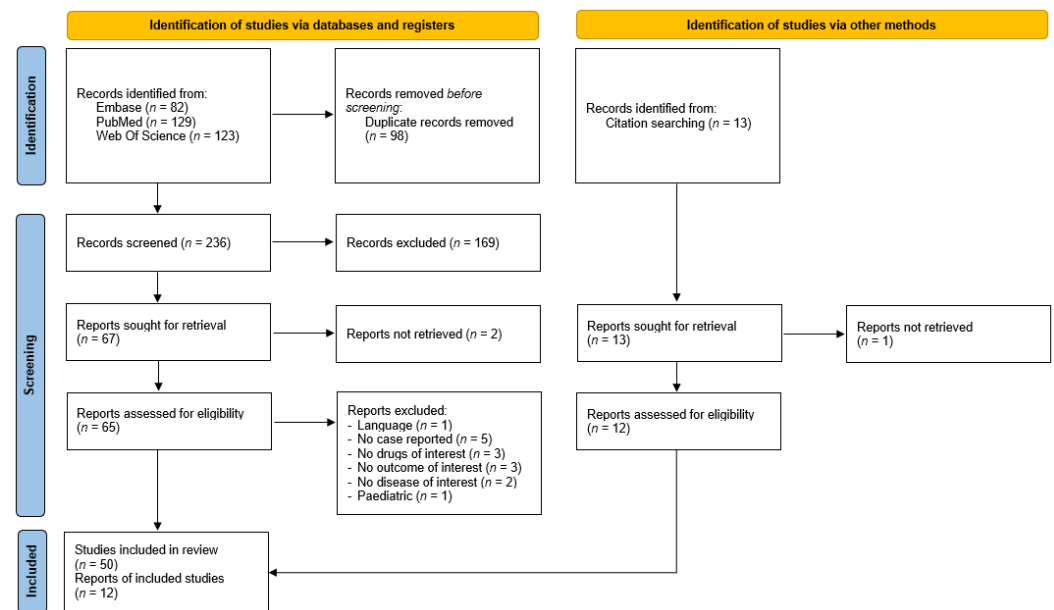 Identification of studies via databases and registers
Identification of studies via other methods
Identification
Records identified from:
Embase (n = 82)
PubMed (n = 129)
Web Of Science (n = 123)
Records removed before
screening:
Duplicate records removed
(n = 98)
Records identified from:
Citation searching (n = 13)
Screening
Records screened (n = 236)
Records excluded (n = 169)
Reports sought for retrieval
(n = 67)
Reports not retrieved (n = 2)
Reports sought for retrieval
(n = 13)
Reports not retrieved
(n = 1)
Reports assessed for eligibility
(n = 65)
Reports excluded:
- Language (n = 1)
- No case reported (n = 5)
- No drugs of interest (n = 3)
- No outcome of interest (n = 3)
- No disease of interest (n = 2)
- Paediatric (n = 1)
Reports assessed for eligibility
(n = 12)
Included
Studies included in review
(n = 50)
Reports of included studies
(n = 12)